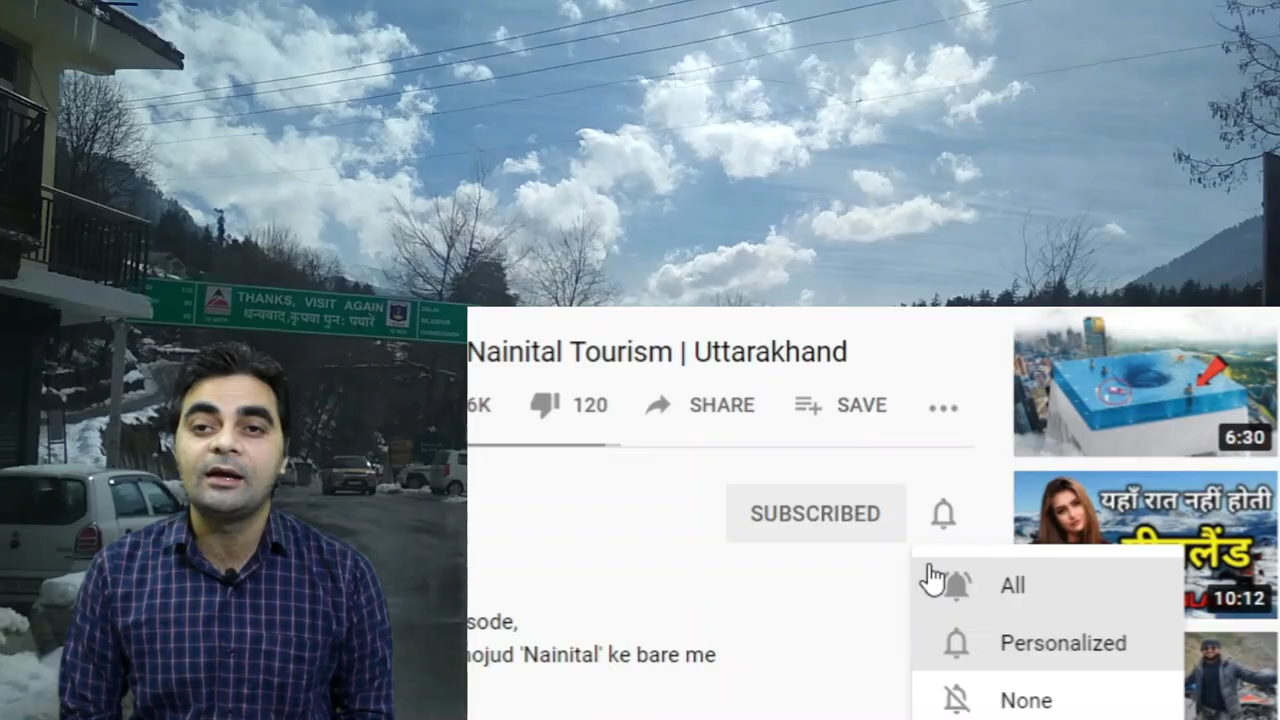 THANKS, VISIT AGAIN
धन्यवाद,कृपया पुनः पधारें
Nainital Tourism | Uttarakhand
6K
120
SHARE
SAVE
6:30
SUBSCRIBED
यहाँ रात नहीं होती
10:12
All
Personalized
None
sode,
'Nainital' ke bare me